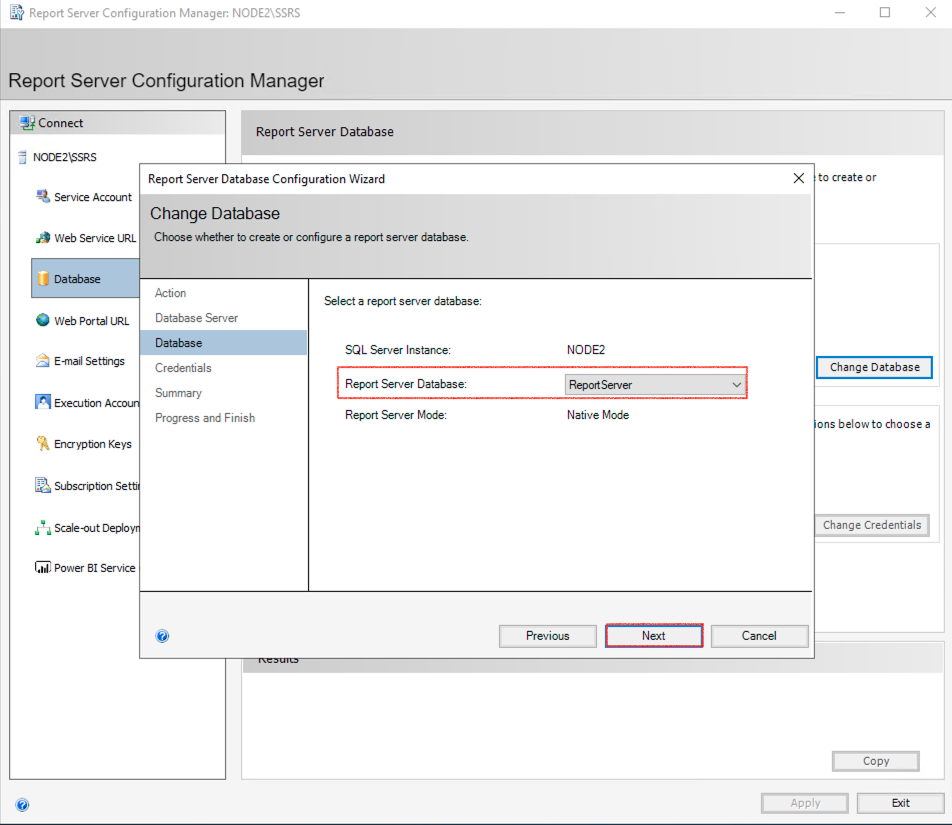 Report Server Configuration Manager: NODE2\SSRS
Report Server Configuration Manager
Connect
NODE2\SSRS
Service Account
Web Service URL
Database
Web Portal URL
E-mail Settings
Execution Accoun
Encryption Keys
Subscription Settin
Scale-out Deployn
Power BI Service
Report Server Database
to create or
Change Database
ions below to choose a
Change Credentials
Report Server Database Configuration Wizard
Change Database
Choose whether to create or configure a report server database.
Action
Database Server
Database
Credentials
Summary
Progress and Finish
Select a report server database:
SQL Server Instance: NODE2
Report Server Database: ReportServer
Report Server Mode: Native Mode
Previous Next Cancel
Results
Copy
Apply Exit